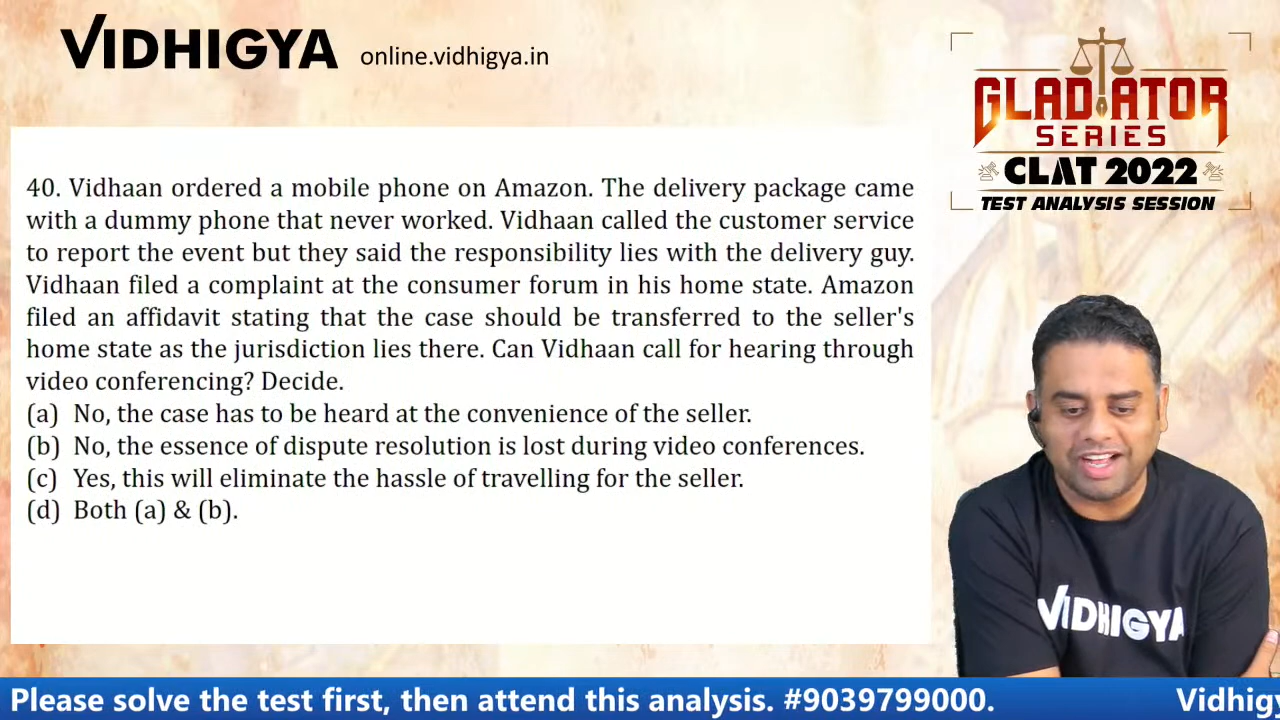 VIDHIGYA online.vidhigya.in
GLADIATOR
SERIES
CLAT 2022
TEST ANALYSIS SESSION
40. Vidhaan ordered a mobile phone on Amazon. The delivery package came
with a dummy phone that never worked. Vidhaan called the customer service
to report the event but they said the responsibility lies with the delivery guy.
Vidhaan filed a complaint at the consumer forum in his home state. Amazon
filed an affidavit stating that the case should be transferred to the seller's
home state as the jurisdiction lies there. Can Vidhaan call for hearing through
video conferencing? Decide.
(a) No, the case has to be heard at the convenience of the seller.
(b) No, the essence of dispute resolution is lost during video conferences.
(c) Yes, this will eliminate the hassle of travelling for the seller.
(d) Both (a) & (b).
VIDHIGYA
Please solve the test first, then attend this analysis. #9039799000. Vidhigy